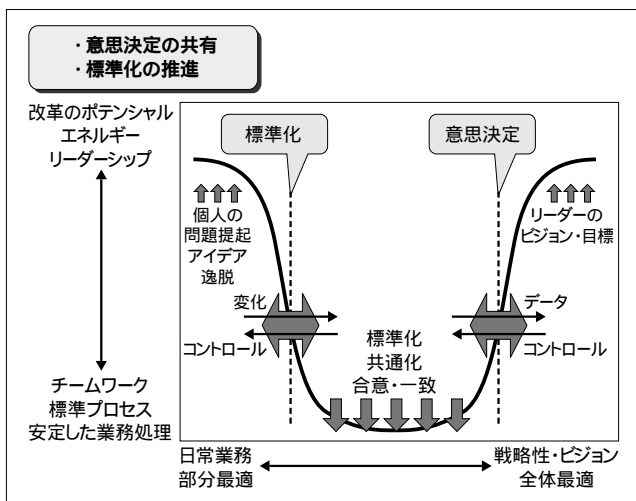 ・意思決定の共有
・標準化の推進
改革のポテンシャル
エネルギー
リーダーシップ
標準化
意思決定
個人の
問題提起
アイデア
逸脱
リーダーの
ビジョン・目標
変化
データ
コントロール
標準化
共通化
合意・一致
コントロール
チームワーク
標準プロセス
安定した業務処理
日常業務
部分最適
戦略性・ビジョン
全体最適